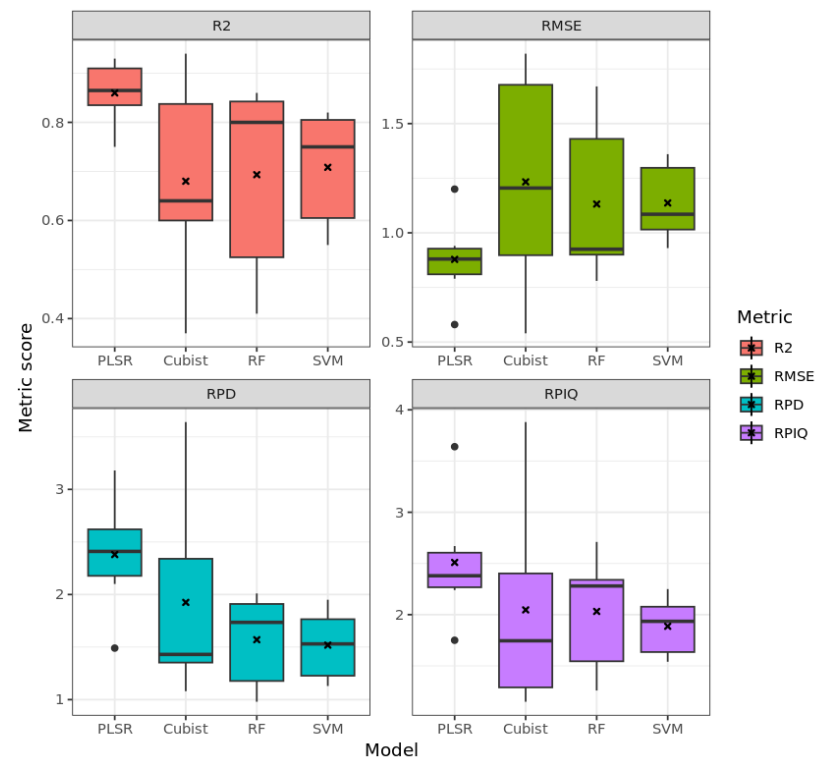 R2
RMSE
0.8
0.6
0.4
1.5
1.0
0.5
PLSR Cubist RF SVM
PLSR Cubist RF SVM
RPD
RPIQ
3
2
1
4
3
2
PLSR Cubist RF SVM
PLSR Cubist RF SVM
Metric score
Model
Metric
R2
RMSE
RPD
RPIQ